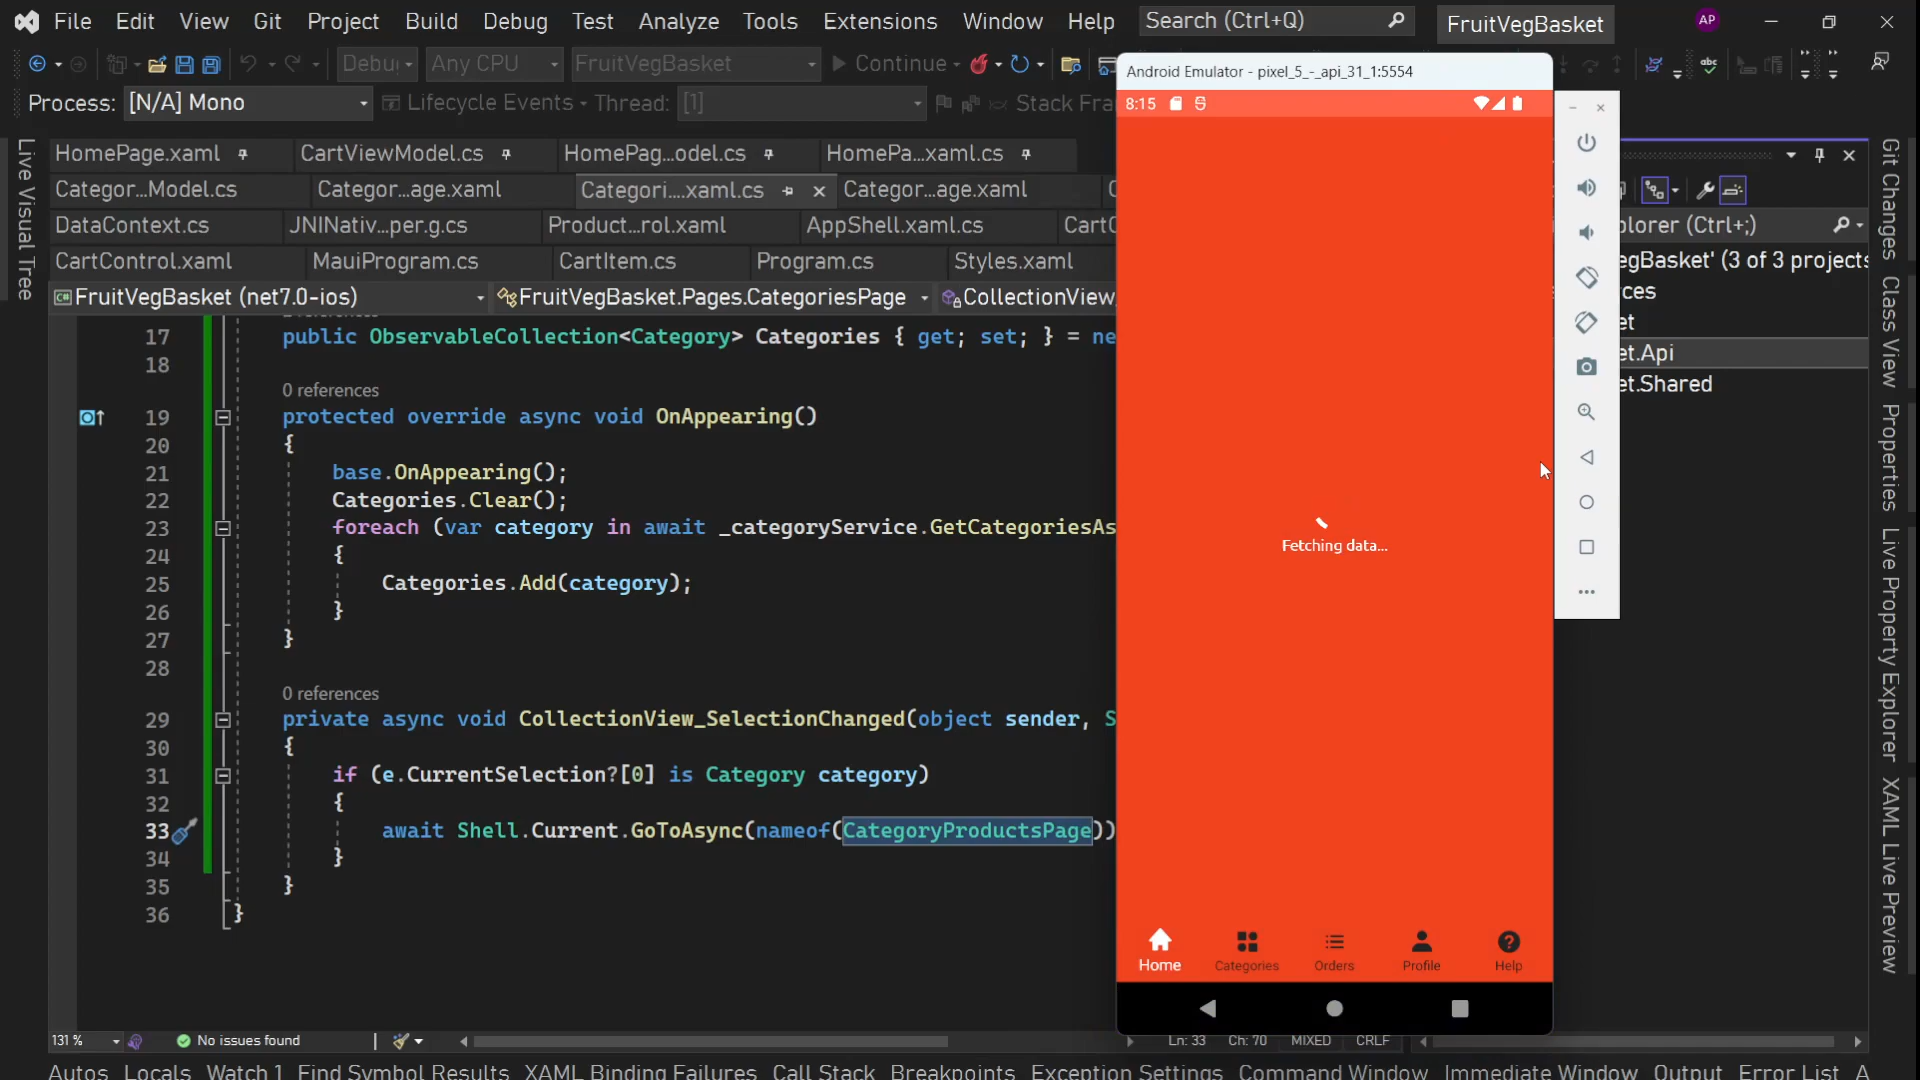 File Edit View Git Project Build Debug Test Analyze Tools Extensions Window Help Search (Ctrl+Q) FruitVegBasket AP
Debu Any CPU FruitVegBasket Continue
Process: [N/A] Mono Lifecycle Events Thread: [1] Stack Fra
Android Emulator - pixel_5_-_api_31_1:5554
8:15
HomePage.xaml CartViewModel.cs HomePag...odel.cs HomePa...xaml.cs
Categor...Model.cs Categor...age.xaml Categori....xaml.cs Categor...age.xaml
DataContext.cs JNINativ...per.g.cs Product...rol.xaml AppShell.xaml.cs CartC
CartControl.xaml MauiProgram.cs CartItem.cs Program.cs Styles.xaml
C# FruitVegBasket (net7.0-ios) FruitVegBasket.Pages.CategoriesPage CollectionView_
17 public ObservableCollection<Category> Categories { get; set; } = ne
18
0 references
19 protected override async void OnAppearing()
20 {
21 base.OnAppearing();
22 Categories.Clear();
23 foreach (var category in await _categoryService.GetCategoriesAs
24 {
25 Categories.Add(category);
26 }
27 }
28
0 references
29 private async void CollectionView_SelectionChanged(object sender, S
30 {
31 if (e.CurrentSelection?[0] is Category category)
32 {
33 await Shell.Current.GoToAsync(nameof(CategoryProductsPage))
34 }
35 }
36 }
Fetching data...
Home Categories Orders Profile Help
plorer (Ctrl+;)
egBasket' (3 of 3 projects
rces
et
et.Api
et.Shared
Live Visual Tree
Git Changes
Class View
Properties
Live Property Explorer
XAML Live Preview
131 % No issues found Ln: 33 Ch: 70 MIXED CRLF
Autos Locals Watch 1 Find Symbol Results XAML Binding Failures Call Stack Breakpoints Exception Settings Command Window Immediate Window Output Error List A